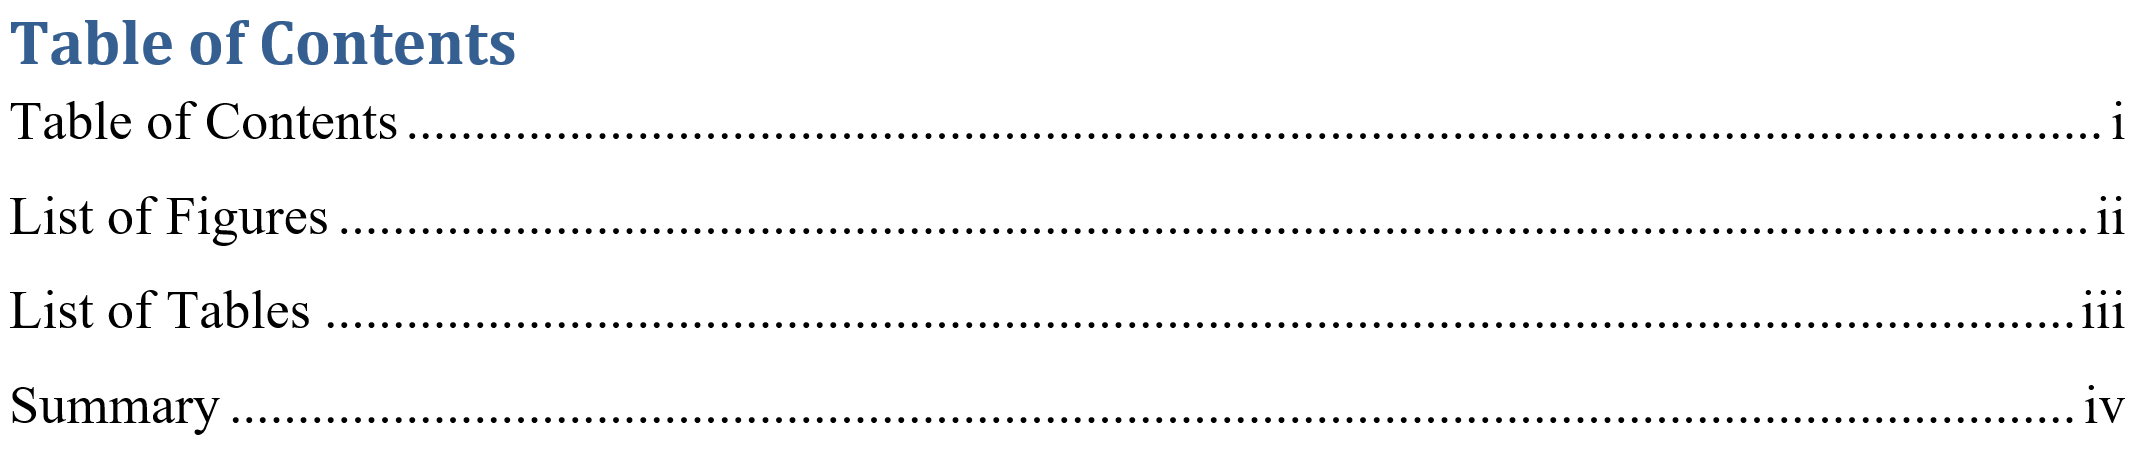 Table of Contents
Table of Contents ........................................................................................................................ i
List of Figures ............................................................................................................................ ii
List of Tables ............................................................................................................................ iii
Summary ................................................................................................................................... iv